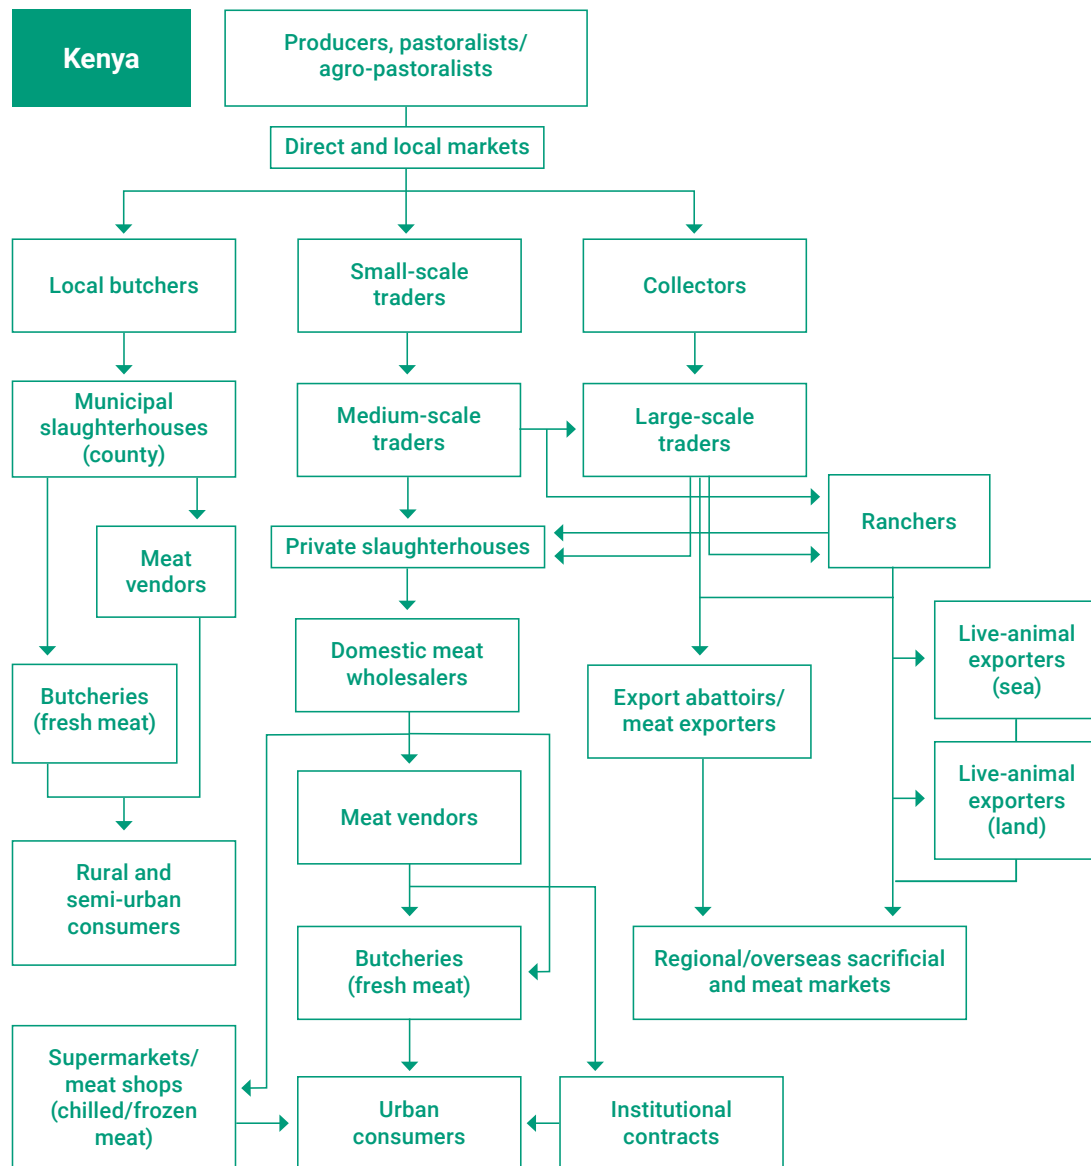 Kenya
Producers, pastoralists/
agro-pastoralists
Direct and local markets
Local butchers
Small-scale
traders
Collectors
Municipal
slaughterhouses
(county)
Medium-scale
traders
Large-scale
traders
Ranchers
Meat
vendors
Private slaughterhouses
Domestic meat
wholesalers
Live-animal
exporters
(sea)
Butcheries
(fresh meat)
Export abattoirs/
meat exporters
Live-animal
exporters
(land)
Meat vendors
Rural and
semi-urban
consumers
Butcheries
(fresh meat)
Regional/overseas sacrificial
and meat markets
Supermarkets/
meat shops
(chilled/frozen
meat)
Urban
consumers
Institutional
contracts